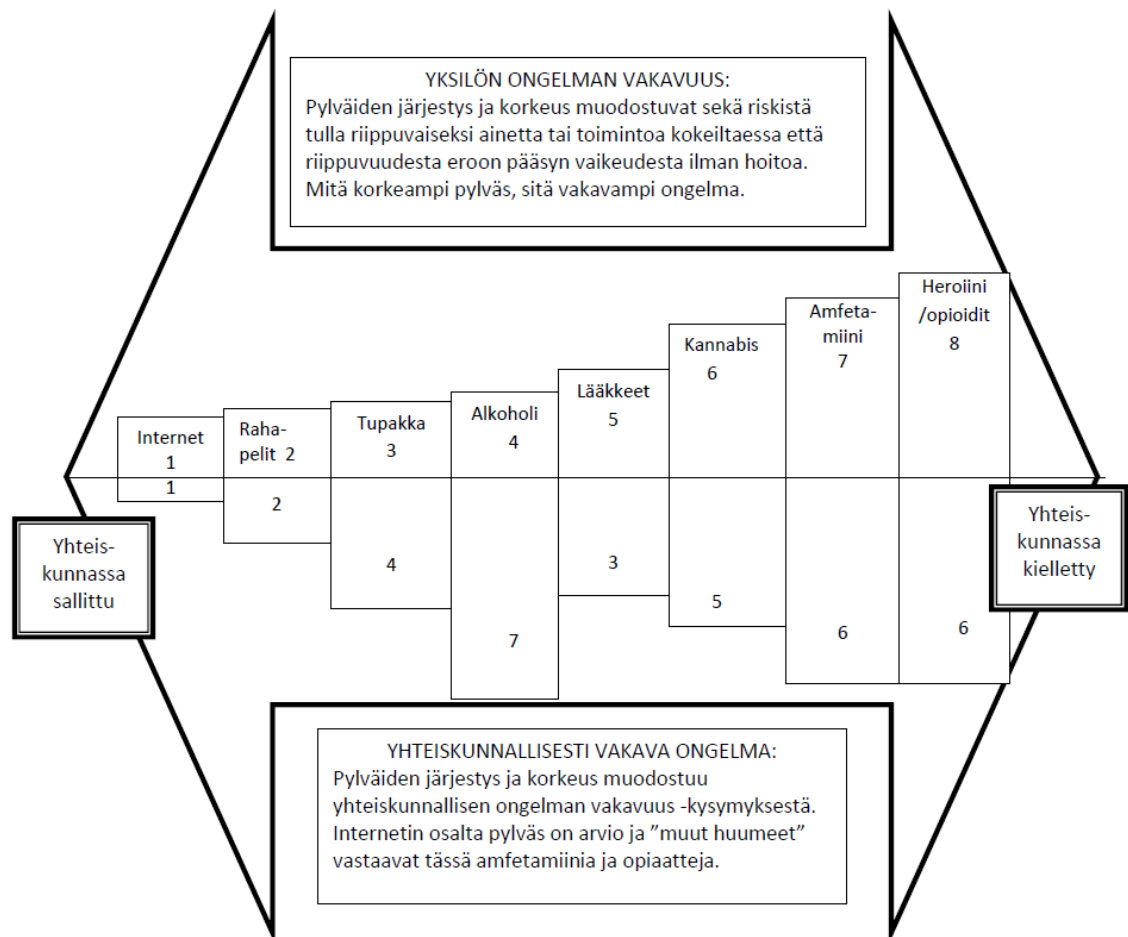 YKSILÖN ONGELMAN VAKAVUUS:
Pylväiden järjestys ja korkeus muodostuvat sekä riskistä
tulla riippuvaiseksi ainetta tai toimintoa kokeiltaessa että
riippuvuudesta eroon pääsyn vaikeudesta ilman hoitoa.
Mitä korkeampi pylväs, sitä vakavampi ongelma.
Internet
1
1
Raha-
pelit 2
2
Tupakka
3
4
Alkoholi
4
7
Lääkkeet
5
3
Kannabis
6
5
Amfeta-
miini
7
6
Heroiini
/opioidit
8
6
Yhteis-
kunnassa
sallittu
Yhteis-
kunnassa
kielletty
YHTEISKUNNALLISESTI VAKAVA ONGELMA:
Pylväiden järjestys ja korkeus muodostuu
yhteiskunnallisen ongelman vakavuus -kysymyksestä.
Internetin osalta pylväs on arvio ja ”muut huumeet”
vastaavat tässä amfetamiinia ja opiaatteja.